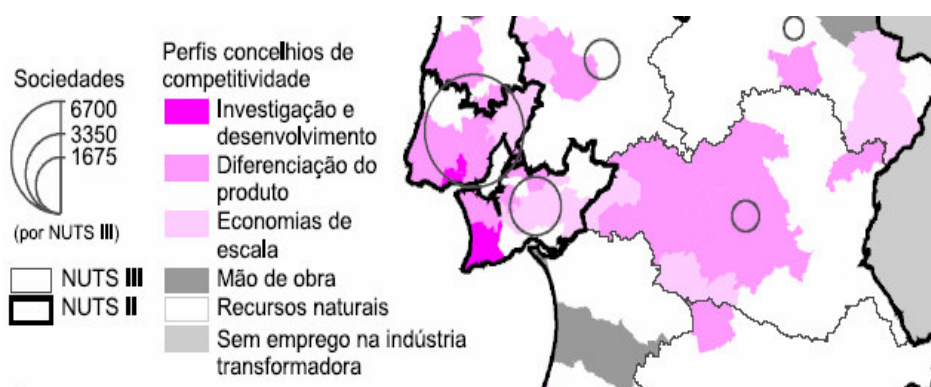 Sociedades
6700
3350
1675
(por NUTS III)
NUTS III
NUTS II
Perfis concelhios de
competitividade
Investigação e
desenvolvimento
Diferenciação do
produto
Economias de
escala
Mão de obra
Recursos naturais
Sem emprego na indústria
transformadora